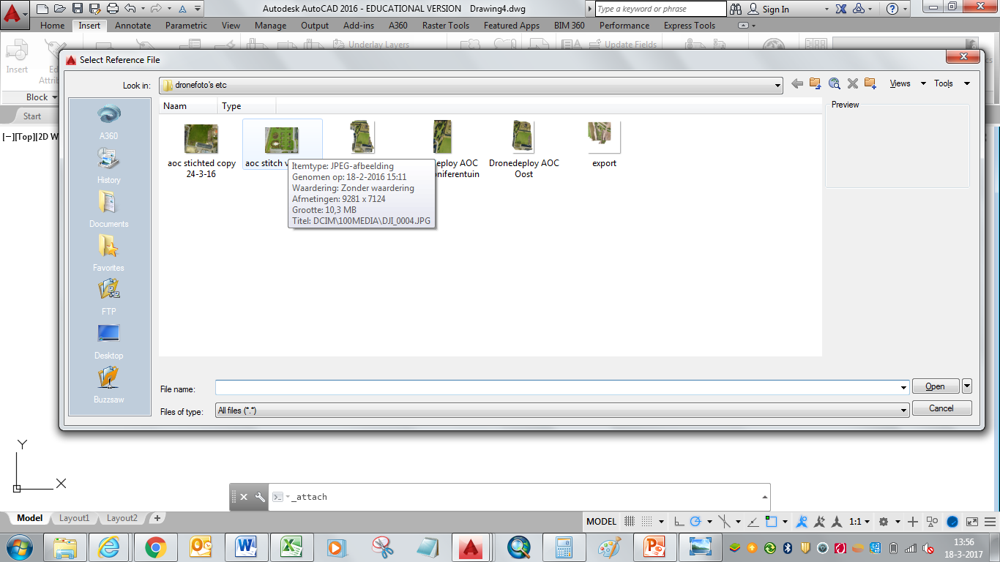 Autodesk AutoCAD 2016 - EDUCATIONAL VERSION Drawing4.dwg
Type a keyword or phrase
Sign In
Home Insert Annotate Parametric View Manage Output Add-ins A360 Raster Tools Featured Apps BIM 360 Performance Express Tools
Underlay Layers
Update Fields
Insert
Block
Start
[−][Top][2D W
Select Reference File
Look in:
dronefoto's etc
Views
Tools
Naam Type
Preview
A360
History
Documents
Favorites
FTP
Desktop
Buzzsaw
aoc stichted copy
24-3-16
aoc stitch v
eploy AOC
oniferentuin
Dronedeploy AOC
Oost
export
Itemtype: JPEG-afbeelding
Genomen op: 18-2-2016 15:11
Waardering: Zonder waardering
Afmetingen: 9281 x 7124
Grootte: 10,3 MB
Titel: DCIM\100MEDIA\DJI_0004.JPG
File name:
Open
Files of type:
All files (*.*)
Cancel
Y
X
_attach
Model Layout1 Layout2
MODEL
1:1
13:56
18-3-2017